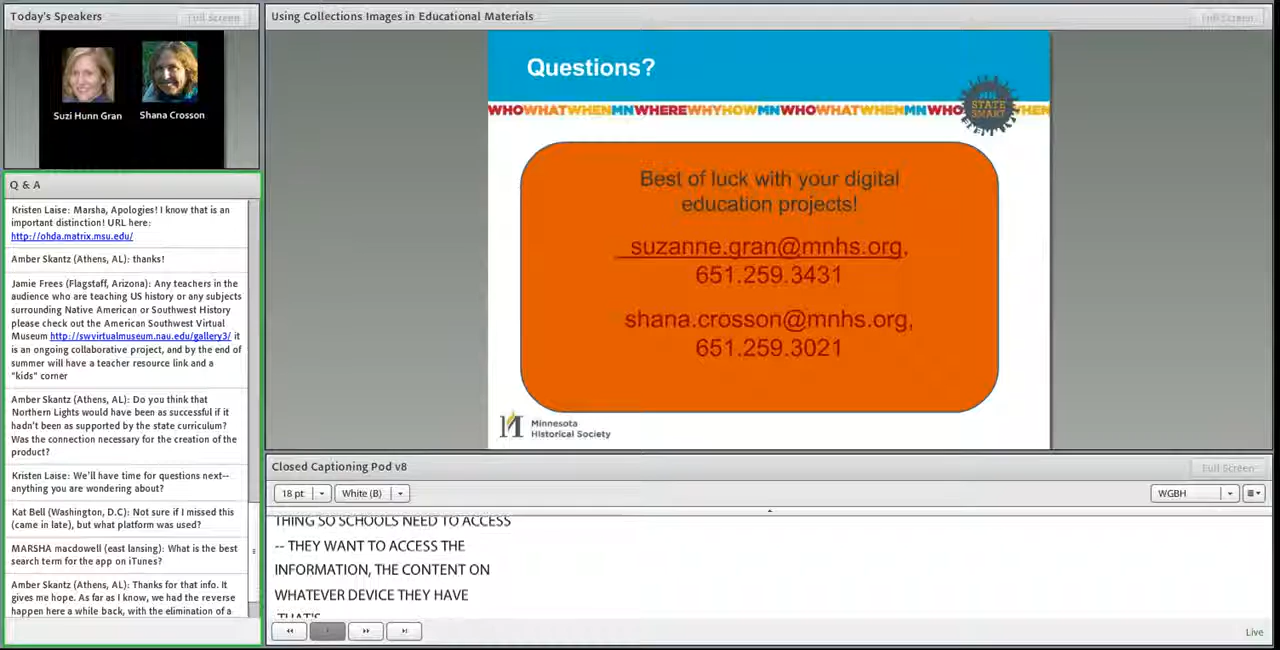 Today's Speakers
Full Screen
Suzi Hunn Gran
Shana Crosson
Q & A
Kristen Laise: Marsha, Apologies! I know that is an
important distinction! URL here:
http://ohda.matrix.msu.edu/
Amber Skantz (Athens, AL): thanks!
Jamie Frees (Flagstaff, Arizona): Any teachers in the
audience who are teaching US history or any subjects
surrounding Native American or Southwest History
please check out the American Southwest Virtual
Museum http://swvirtualmuseum.nau.edu/gallery3/ it
is an ongoing collaborative project, and by the end of
summer will have a teacher resource link and a
"kids" corner
Amber Skantz (Athens, AL): Do you think that
Northern Lights would have been as successful if it
hadn't been as supported by the state curriculum?
Was the connection necessary for the creation of the
product?
Kristen Laise: We'll have time for questions next--
anything you are wondering about?
Kat Bell (Washington, D.C): Not sure if I missed this
(came in late), but what platform was used?
MARSHA macdowell (east lansing): What is the best
search term for the app on iTunes?
Amber Skantz (Athens, AL): Thanks for that info. It
gives me hope. As far as I know, we had the reverse
happen here a while back, with the elimination of a
Using Collections Images in Educational Materials
Full Screen
Questions?
WHOWHATWHENMNWHEREWHYHOWMNWHOWHATWHENMNWHO HEN
STATE
SMART
Best of luck with your digital
education projects!
suzanne.gran@mnhs.org,
651.259.3431
shana.crosson@mnhs.org,
651.259.3021
Minnesota
Historical Society
Closed Captioning Pod v8
Full Screen
18 pt
White (B)
WGBH
THING SO SCHOOLS NEED TO ACCESS
-- THEY WANT TO ACCESS THE
INFORMATION, THE CONTENT ON
WHATEVER DEVICE THEY HAVE
THAT'S
Live